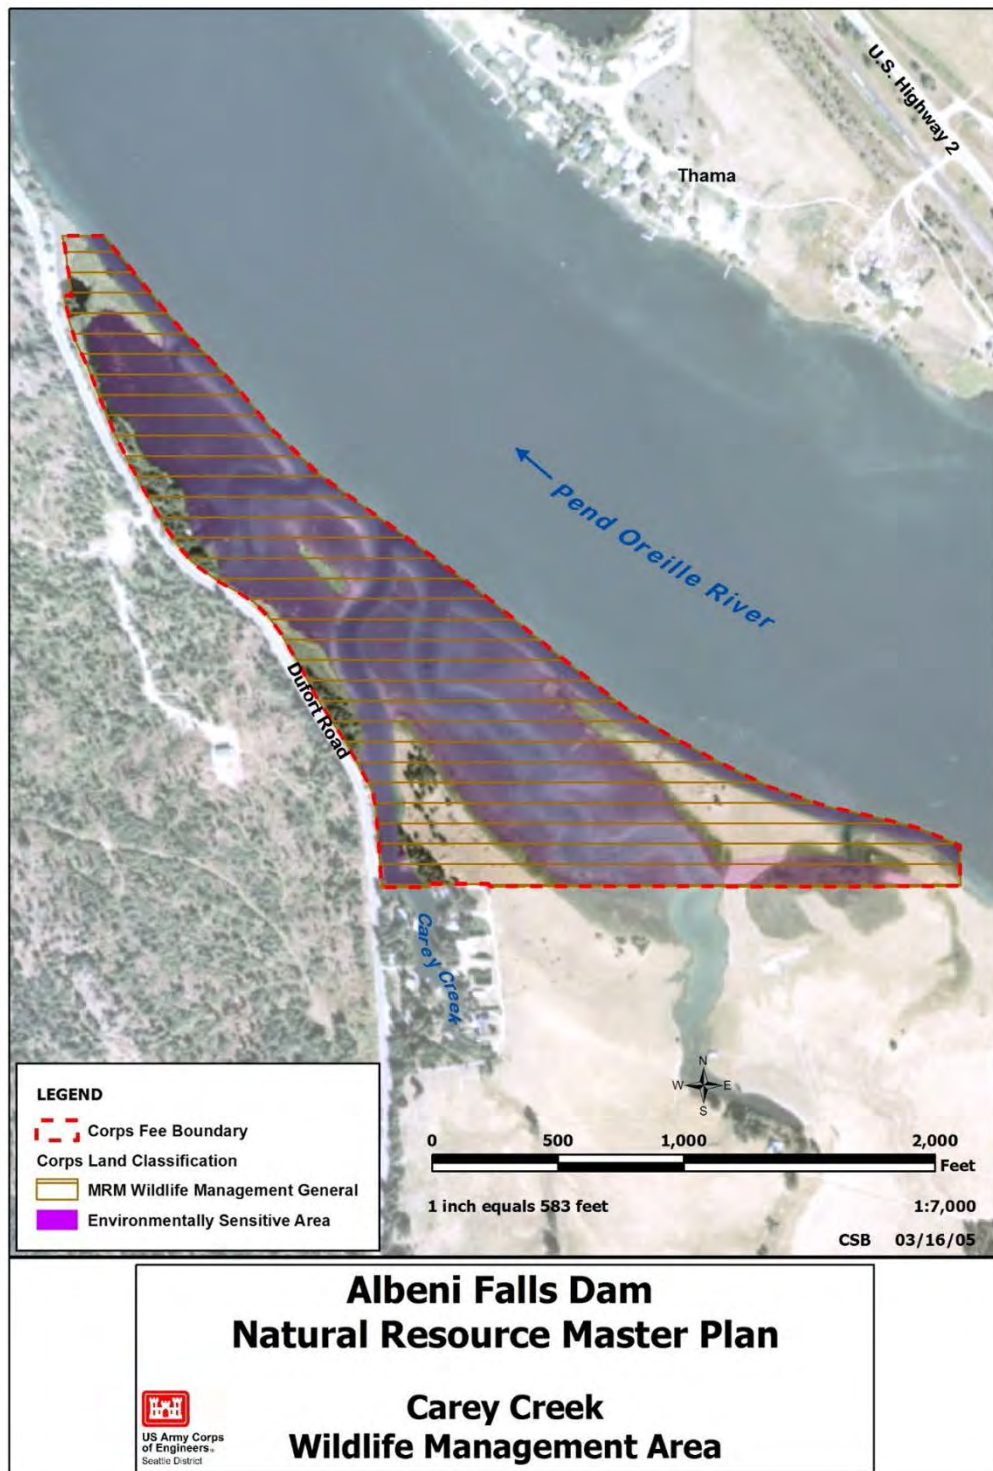 U.S. Highway 2
Thama
Pend Oreille River
Dufort Road
Carey Creek
N
W E
S
LEGEND
Corps Fee Boundary
Corps Land Classification
MRM Wildlife Management General
Environmentally Sensitive Area
0 500 1,000 2,000
Feet
1 inch equals 583 feet 1:7,000
CSB 03/16/05
Albeni Falls Dam
Natural Resource Master Plan
Carey Creek
Wildlife Management Area
US Army Corps
of Engineers®
Seattle District